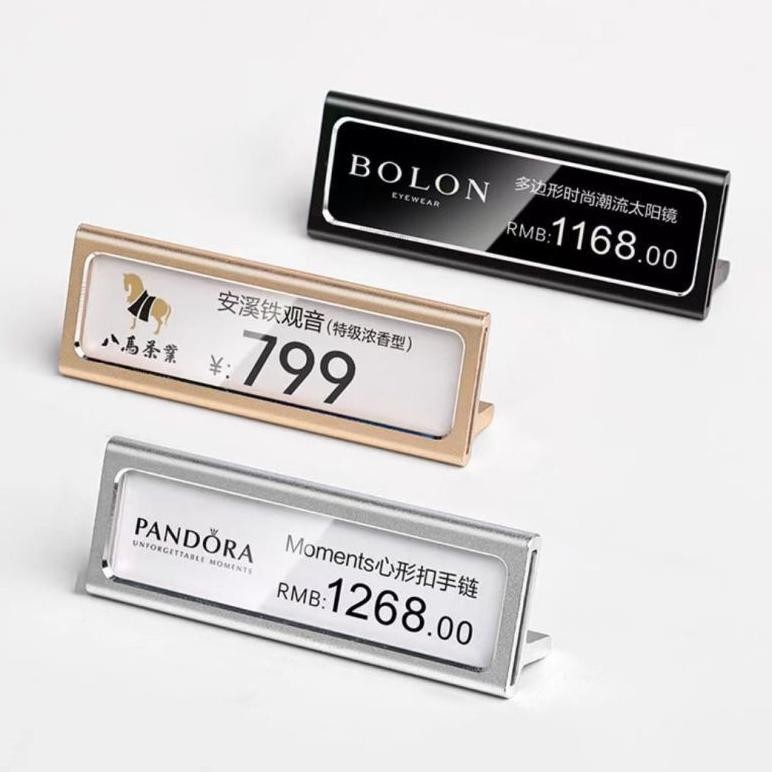 BOLON
EYEWEAR
多边形时尚潮流太阳镜
RMB:1168.00
八馬茶業
安溪铁观音(特级浓香型)
¥:799
PANDORA
UNFORGETTABLE MOMENTS
Moments心形扣手链
RMB:1268.00